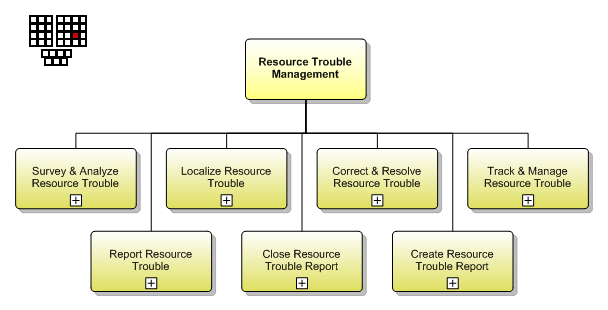 Resource Trouble
Management
Survey & Analyze
Resource Trouble
Localize Resource
Trouble
Correct & Resolve
Resource Trouble
Track & Manage
Resource Trouble
Report Resource
Trouble
Close Resource
Trouble Report
Create Resource
Trouble Report